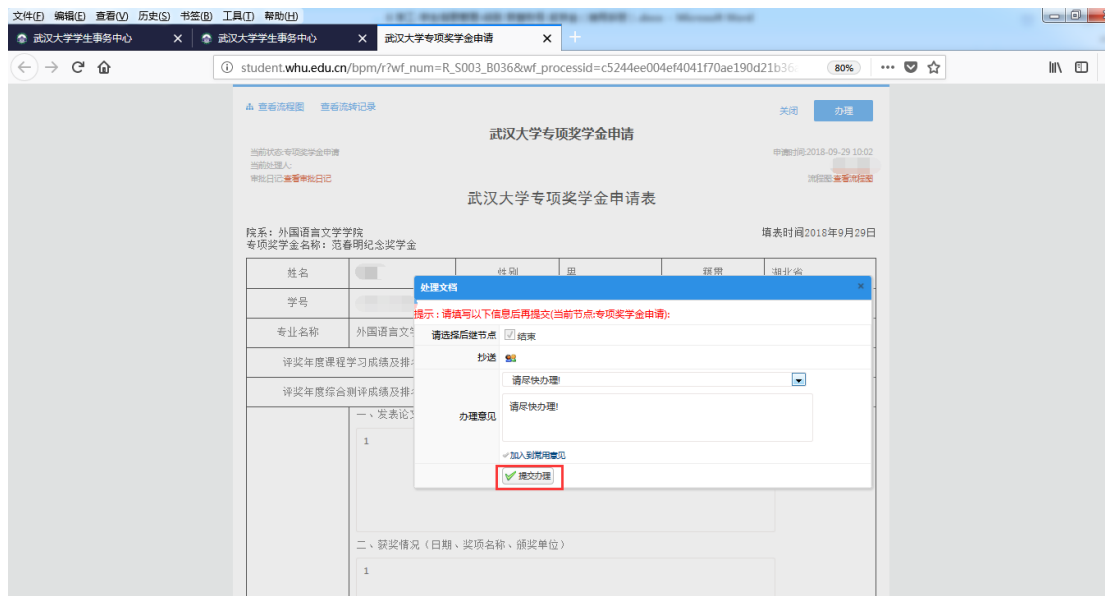 文件(F) 编辑(E) 查看(V) 历史(S) 书签(B) 工具(T) 帮助(H)
武汉大学学生事务中心 × 武汉大学学生事务中心 × 武汉大学专项奖学金申请 × +
student.whu.edu.cn/bpm/r?wf_num=R_S003_B036&wf_processid=c5244ee004ef4041f70ae190d21b36 80%
查看流程图 查看流转记录 关闭 办理
武汉大学专项奖学金申请
当前状态:专项奖学金申请 申请时间:2018-09-29 10:02
当前处理人:
审批日记:查看审批日记 流程图:查看流程图
武汉大学专项奖学金申请表
院系: 外国语言文学学院 填表时间2018年9月29日
专项奖学金名称: 范春明纪念奖学金
姓名 性别 男 籍贯 湖北省
处理文档 ×
学号
提示 : 请填写以下信息后再提交(当前节点:专项奖学金申请):
专业名称 外国语言文学
请选择后继节点 结束
抄送
评奖年度课程学习成绩及排
请尽快办理!
评奖年度综合测评成绩及排
办理意见 请尽快办理!
一、发表论文
1
加入到常用意见
提交办理
二、获奖情况(日期、奖项名称、颁奖单位)
1